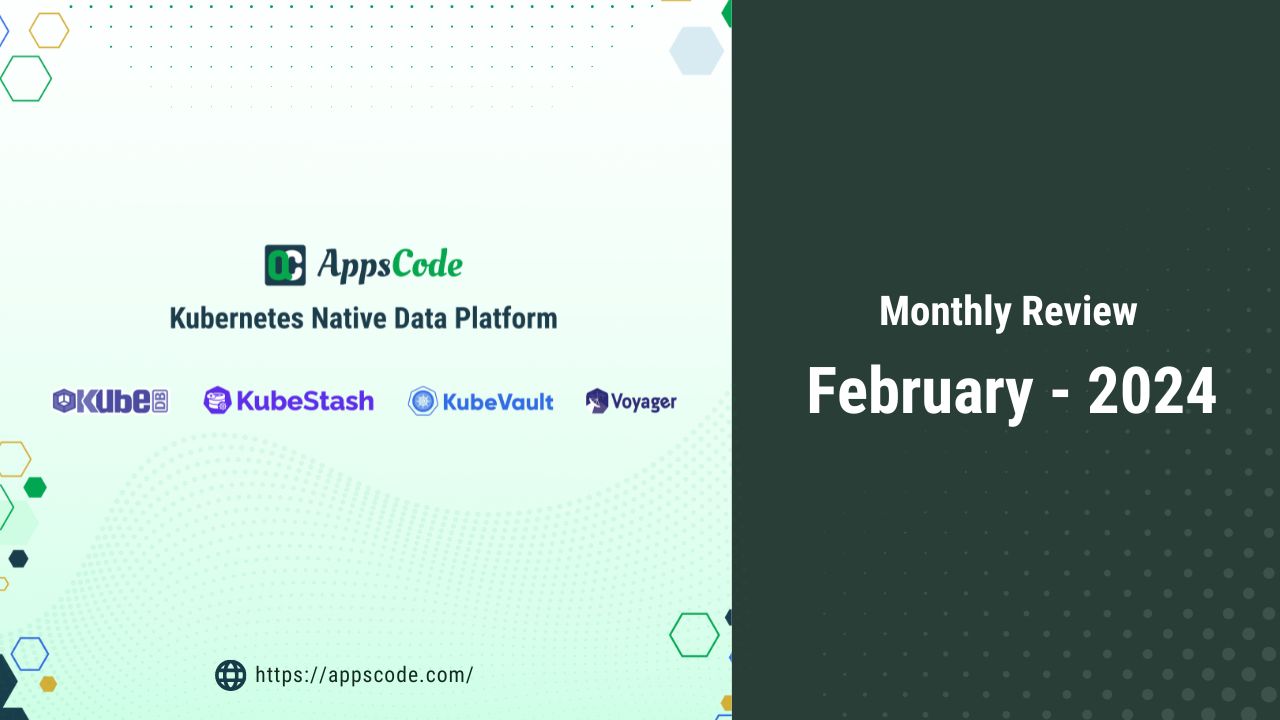 AppsCode
Kubernetes Native Data Platform
KubeDB KubeStash KubeVault Voyager
https://appscode.com/
Monthly Review
February - 2024